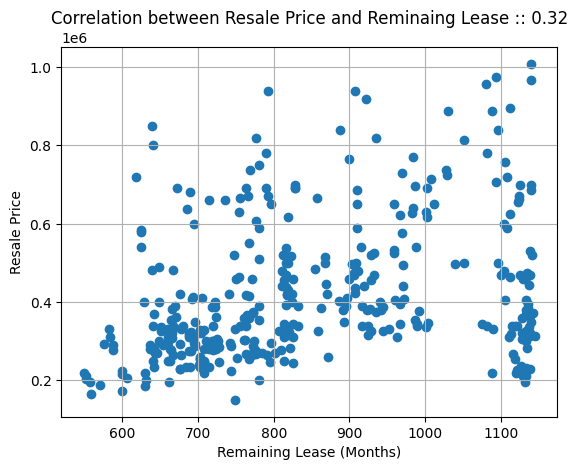 Correlation between Resale Price and Reminaing Lease :: 0.32
1e6
1.0
0.8
0.6
0.4
0.2
Resale Price
600 700 800 900 1000 1100
Remaining Lease (Months)